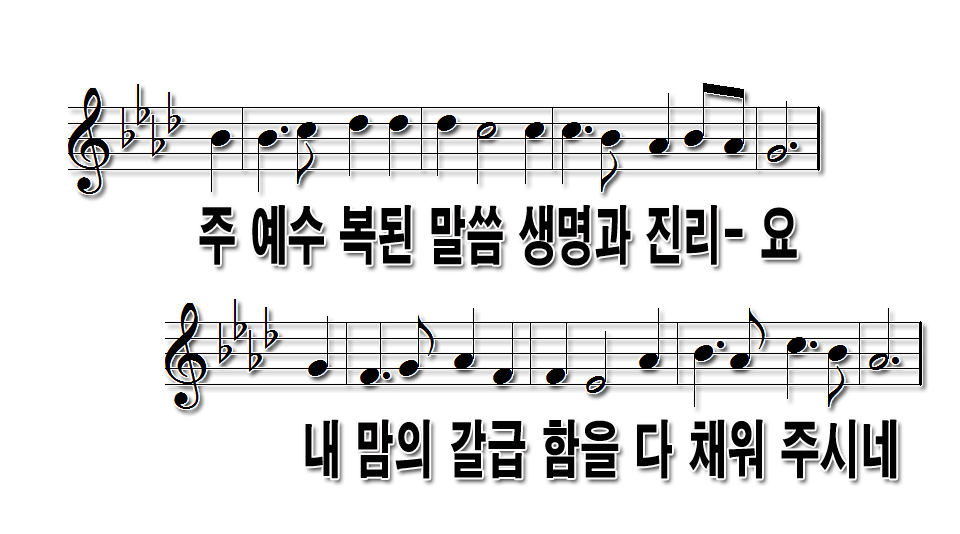 주 예수 복된 말씀 생명과 진리- 요
내 맘의 갈급 함을 다 채워 주시네